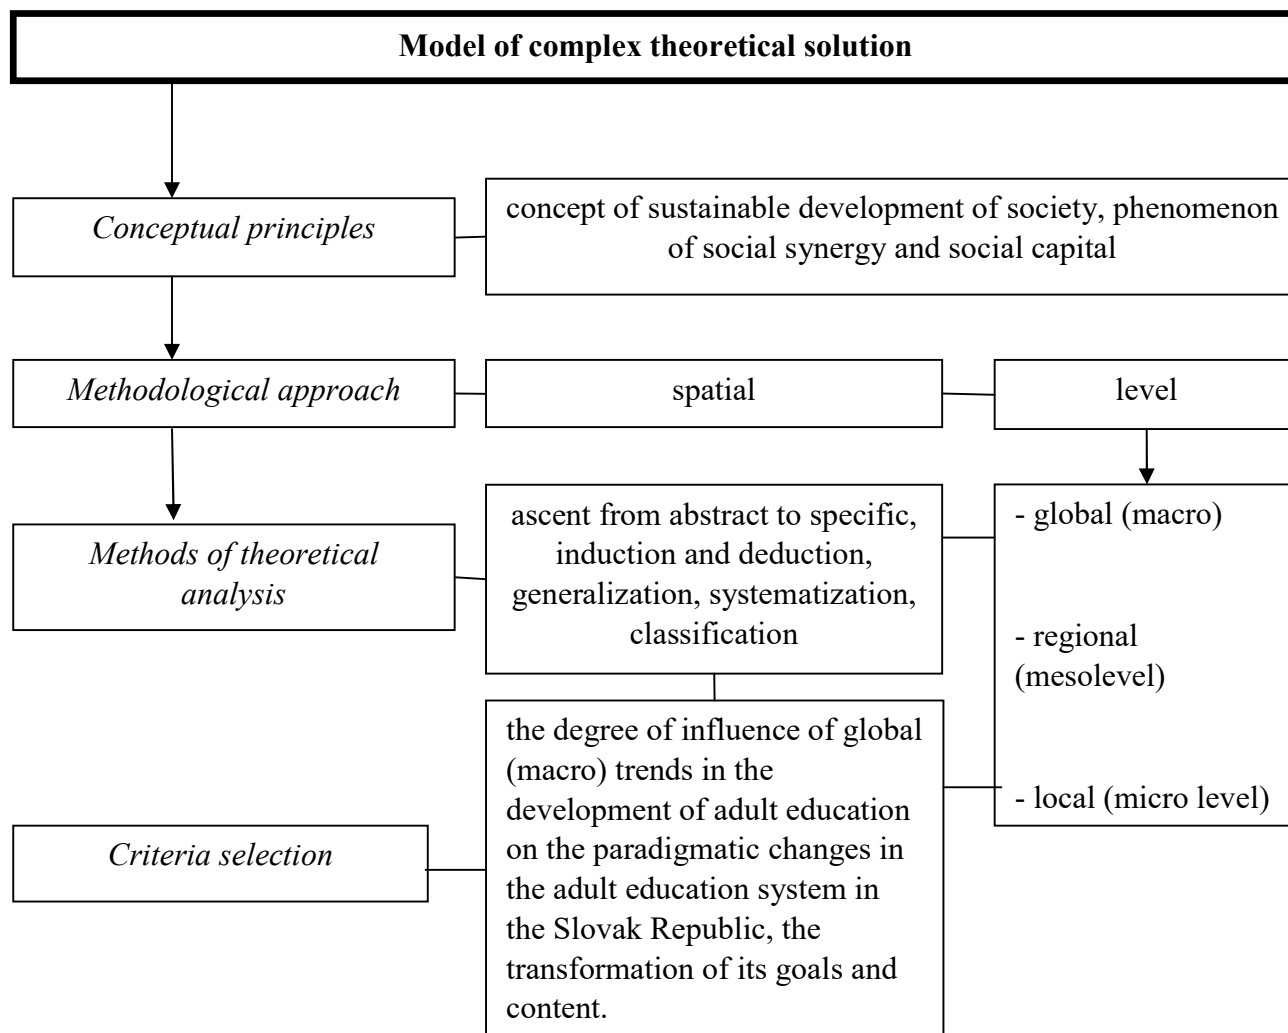 Model of complex theoretical solution
Conceptual principles
concept of sustainable development of society, phenomenon
of social synergy and social capital
Methodological approach
spatial
level
Methods of theoretical
analysis
ascent from abstract to specific,
induction and deduction,
generalization, systematization,
classification
- global (macro)
- regional
(mesolevel)
- local (micro level)
Criteria selection
the degree of influence of global
(macro) trends in the
development of adult education
on the paradigmatic changes in
the adult education system in
the Slovak Republic, the
transformation of its goals and
content.